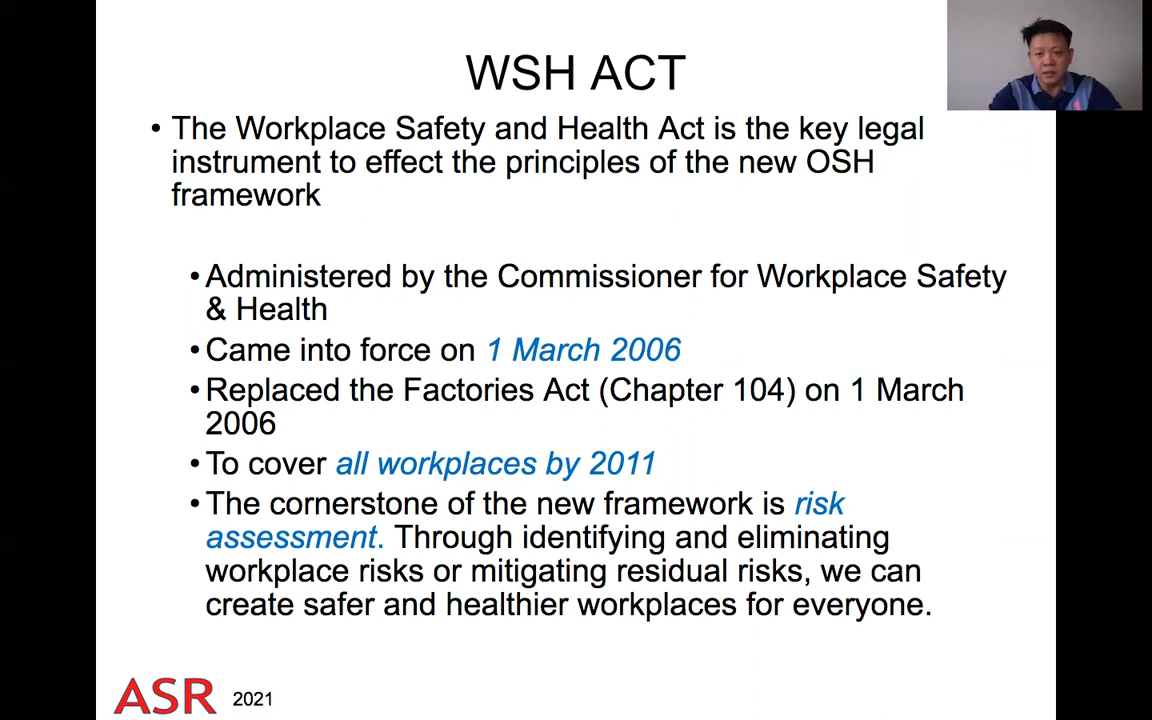 WSH ACT
• The Workplace Safety and Health Act is the key legal
instrument to effect the principles of the new OSH
framework
• Administered by the Commissioner for Workplace Safety
& Health
• Came into force on 1 March 2006
• Replaced the Factories Act (Chapter 104) on 1 March
2006
• To cover all workplaces by 2011
• The cornerstone of the new framework is risk
assessment. Through identifying and eliminating
workplace risks or mitigating residual risks, we can
create safer and healthier workplaces for everyone.
ASR 2021